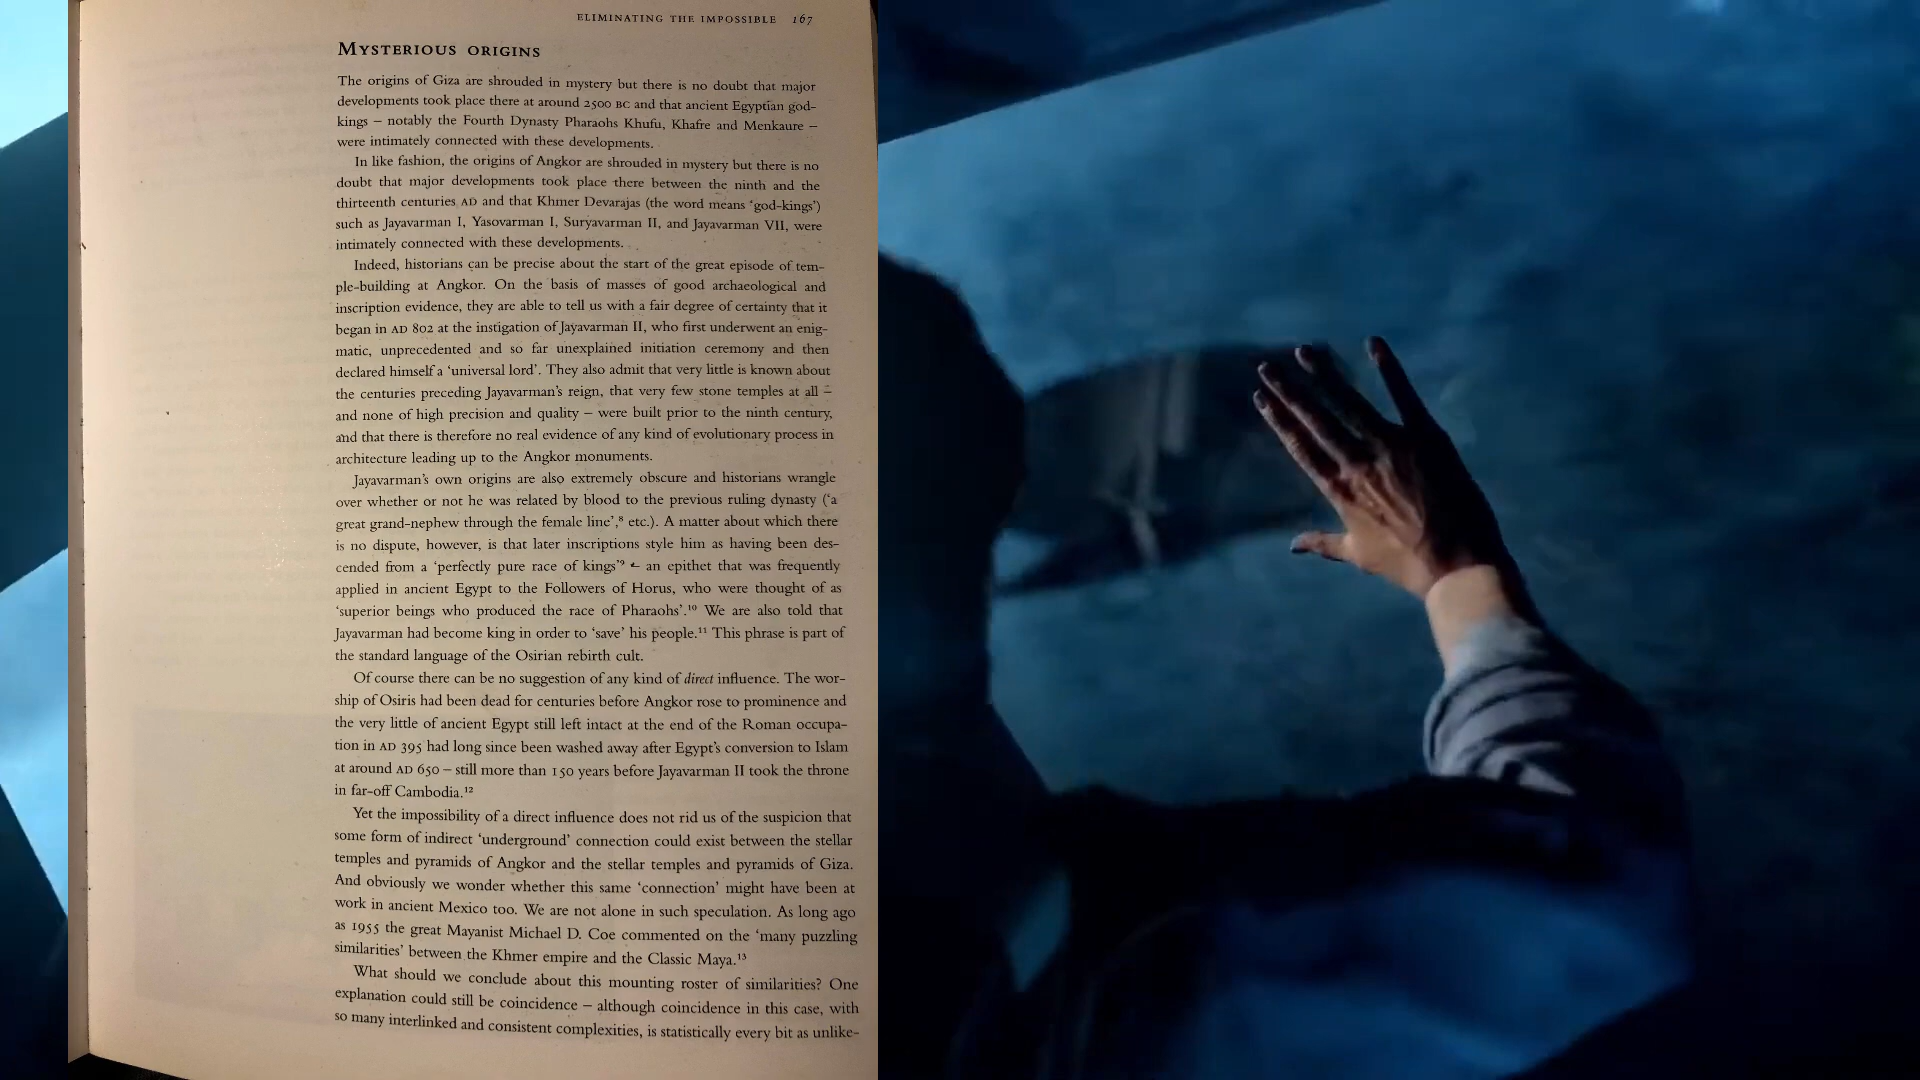 ELIMINATING THE IMPOSSIBLE 167
MYSTERIOUS ORIGINS
The origins of Giza are shrouded in mystery but there is no doubt that major
developments took place there at around 2500 BC and that ancient Egyptian god-
kings – notably the Fourth Dynasty Pharaohs Khufu, Khafre and Menkaure –
were intimately connected with these developments.
In like fashion, the origins of Angkor are shrouded in mystery but there is no
doubt that major developments took place there between the ninth and the
thirteenth centuries AD and that Khmer Devarajas (the word means ‘god-kings’)
such as Jayavarman I, Yasovarman I, Suryavarman II, and Jayavarman VII, were
intimately connected with these developments.
Indeed, historians can be precise about the start of the great episode of tem-
ple-building at Angkor. On the basis of masses of good archaeological and
inscription evidence, they are able to tell us with a fair degree of certainty that it
began in AD 802 at the instigation of Jayavarman II, who first underwent an enig-
matic, unprecedented and so far unexplained initiation ceremony and then
declared himself a ‘universal lord’. They also admit that very little is known about
the centuries preceding Jayavarman’s reign, that very few stone temples at all –
and none of high precision and quality – were built prior to the ninth century,
and that there is therefore no real evidence of any kind of evolutionary process in
architecture leading up to the Angkor monuments.
Jayavarman’s own origins are also extremely obscure and historians wrangle
over whether or not he was related by blood to the previous ruling dynasty (‘a
great grand-nephew through the female line’,⁸ etc.). A matter about which there
is no dispute, however, is that later inscriptions style him as having been des-
cended from a ‘perfectly pure race of kings’⁹ – an epithet that was frequently
applied in ancient Egypt to the Followers of Horus, who were thought of as
‘superior beings who produced the race of Pharaohs’.¹⁰ We are also told that
Jayavarman had become king in order to ‘save’ his people.¹¹ This phrase is part of
the standard language of the Osirian rebirth cult.
Of course there can be no suggestion of any kind of direct influence. The wor-
ship of Osiris had been dead for centuries before Angkor rose to prominence and
the very little of ancient Egypt still left intact at the end of the Roman occupa-
tion in AD 395 had long since been washed away after Egypt’s conversion to Islam
at around AD 650 – still more than 150 years before Jayavarman II took the throne
in far-off Cambodia.¹²
Yet the impossibility of a direct influence does not rid us of the suspicion that
some form of indirect ‘underground’ connection could exist between the stellar
temples and pyramids of Angkor and the stellar temples and pyramids of Giza.
And obviously we wonder whether this same ‘connection’ might have been at
work in ancient Mexico too. We are not alone in such speculation. As long ago
as 1955 the great Mayanist Michael D. Coe commented on the ‘many puzzling
similarities’ between the Khmer empire and the Classic Maya.¹³
What should we conclude about this mounting roster of similarities? One
explanation could still be coincidence – although coincidence in this case, with
so many interlinked and consistent complexities, is statistically every bit as unlike-